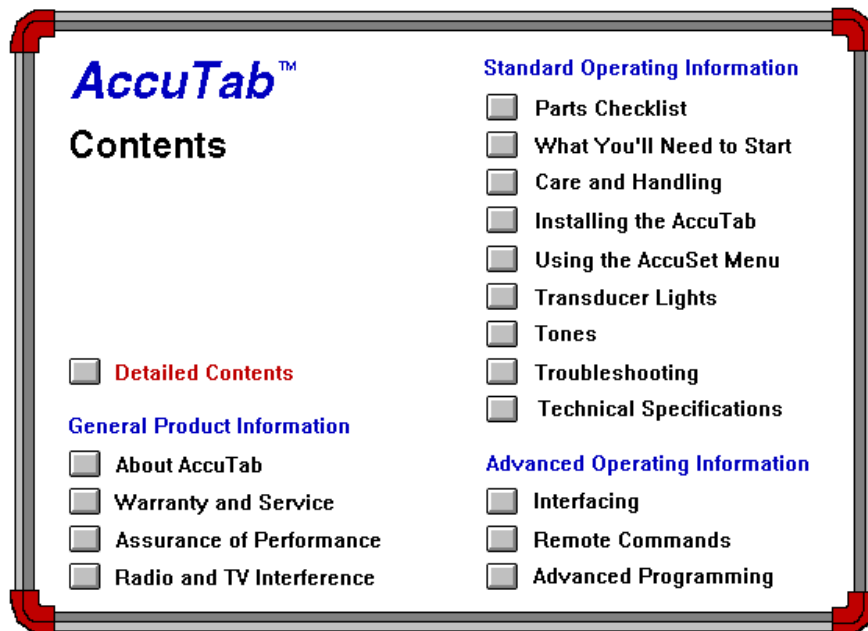 AccuTab™
Contents
Detailed Contents
General Product Information
About AccuTab
Warranty and Service
Assurance of Performance
Radio and TV Interference
Standard Operating Information
Parts Checklist
What You'll Need to Start
Care and Handling
Installing the AccuTab
Using the AccuSet Menu
Transducer Lights
Tones
Troubleshooting
Technical Specifications
Advanced Operating Information
Interfacing
Remote Commands
Advanced Programming